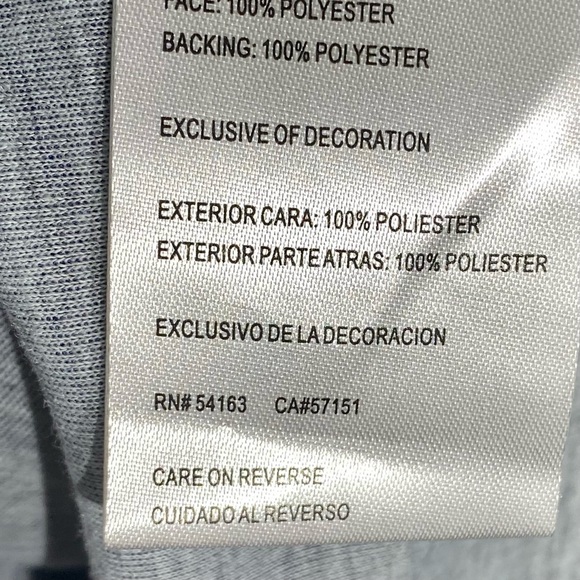 FACE: 100% POLYESTER
BACKING: 100% POLYESTER
EXCLUSIVE OF DECORATION
EXTERIOR CARA: 100% POLIESTER
EXTERIOR PARTE ATRAS: 100% POLIESTER
EXCLUSIVO DE LA DECORACION
RN# 54163 CA#57151
CARE ON REVERSE
CUIDADO AL REVERSO